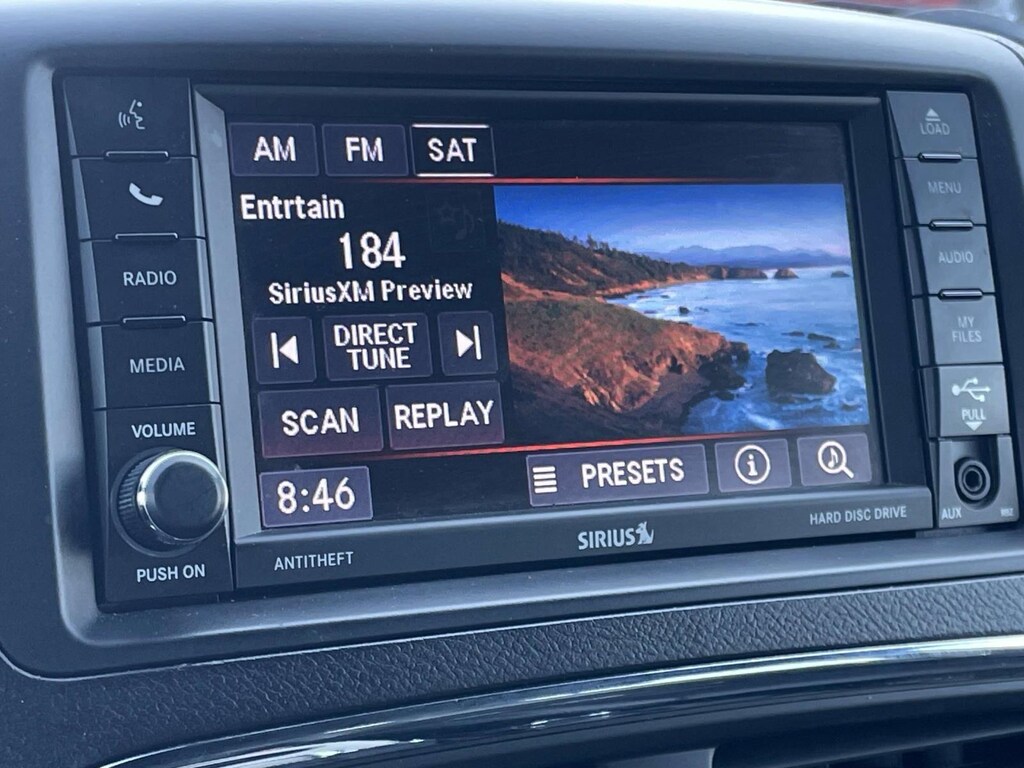 AM FM SAT
Entrtain
184
SiriusXM Preview
DIRECT
TUNE
SCAN REPLAY
8:46 PRESETS
RADIO
MEDIA
VOLUME
PUSH ON
ANTITHEFT
SIRIUS
HARD DISC DRIVE
LOAD
MENU
AUDIO
MY
FILES
PULL
AUX